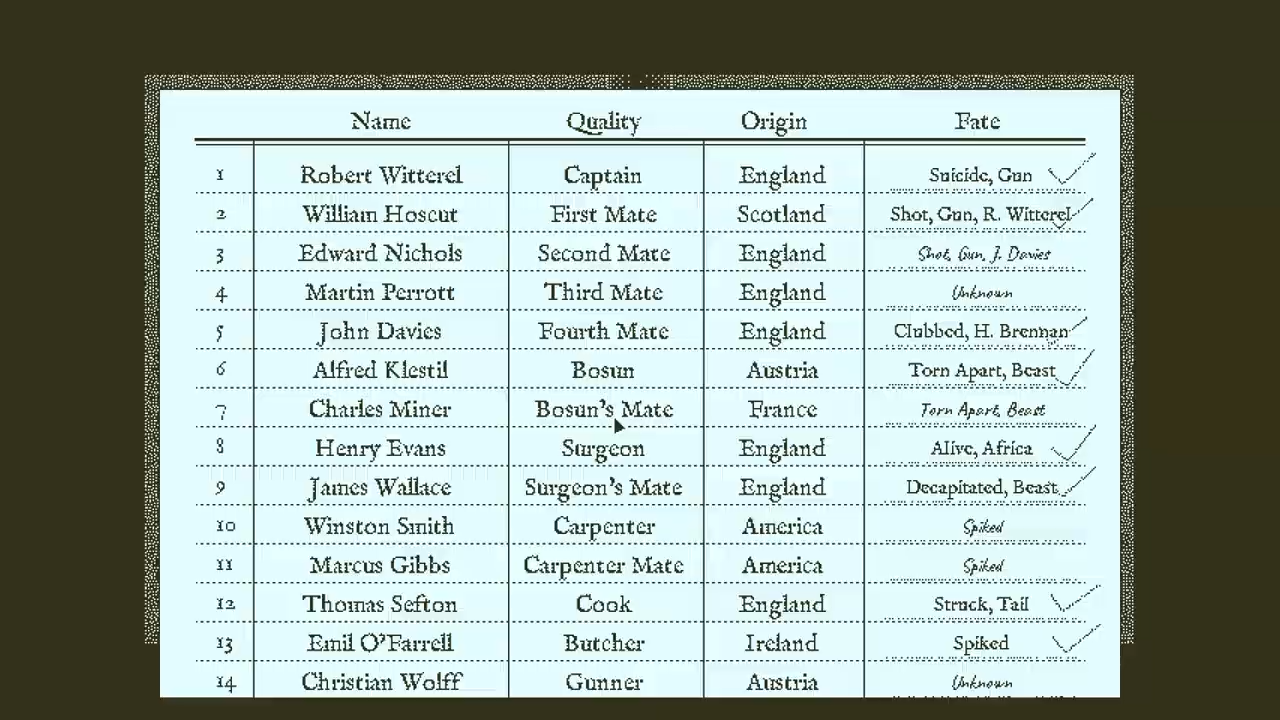 Name Quality Origin Fate
1 Robert Witterel Captain England Suicide, Gun
2 William Hoscut First Mate Scotland Shot, Gun, R. Witterel
3 Edward Nichols Second Mate England Shot, Gun, J. Davies
4 Martin Perrott Third Mate England Unknown
5 John Davies Fourth Mate England Clubbed, H. Brennan
6 Alfred Klestil Bosun Austria Torn Apart, Beast
7 Charles Miner Bosun's Mate France Torn Apart, Beast
8 Henry Evans Surgeon England Alive, Africa
9 James Wallace Surgeon's Mate England Decapitated, Beast
10 Winston Smith Carpenter America Spiked
11 Marcus Gibbs Carpenter Mate America Spiked
12 Thomas Sefton Cook England Struck, Tail
13 Emil O'Farrell Butcher Ireland Spiked
14 Christian Wolff Gunner Austria Unknown